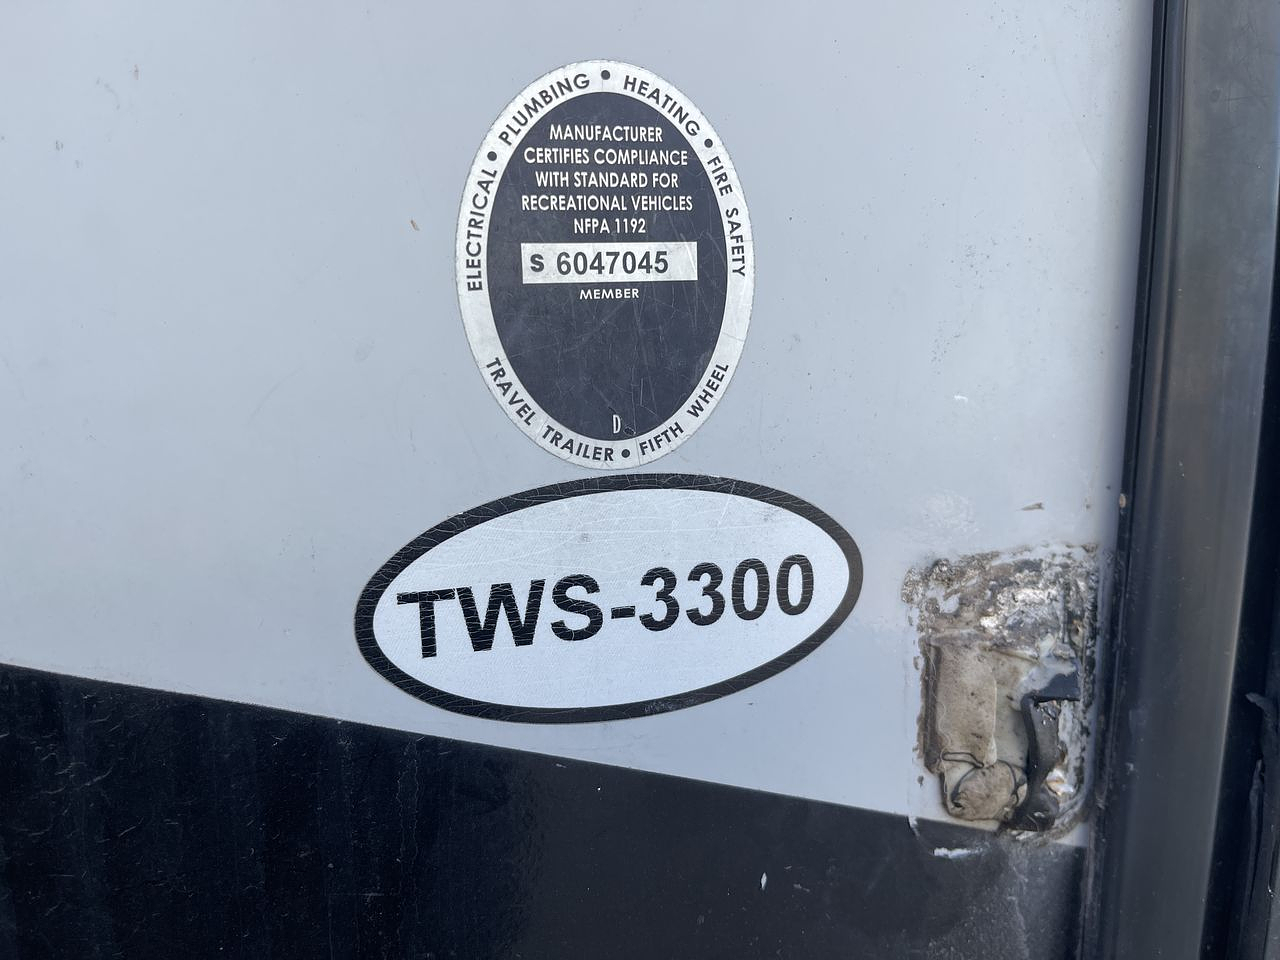 ELECTRICAL • PLUMBING • HEATING • FIRE SAFETY
MANUFACTURER
CERTIFIES COMPLIANCE
WITH STANDARD FOR
RECREATIONAL VEHICLES
NFPA 1192
S 6047045
MEMBER
D
TRAVEL TRAILER • FIFTH WHEEL
TWS-3300